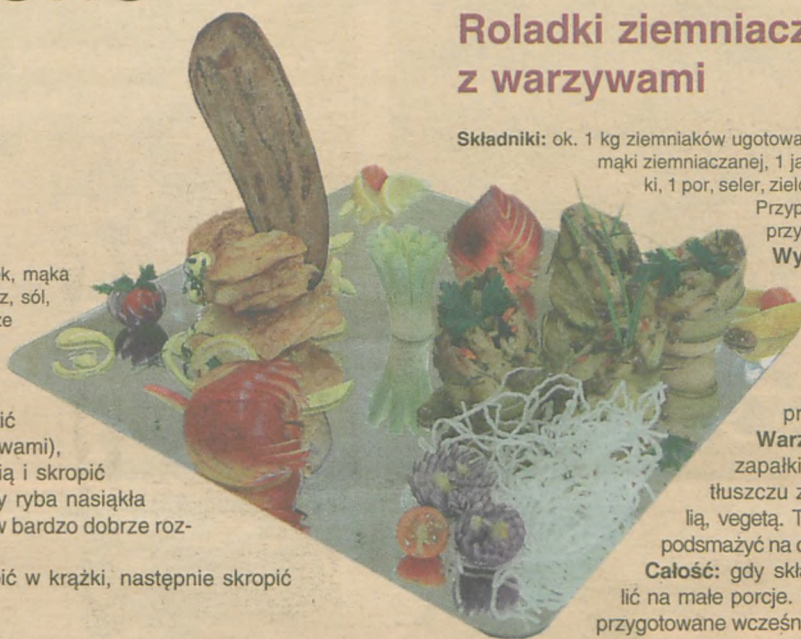 Roladki ziemniacz
z warzywami
Składniki: ok. 1 kg ziemniaków ugotowa
mąki ziemniaczanej, 1 ja
ki, 1 por, seler, ziel
Przyp
przy
Wy
k, mąka
z, sól,
ze
ić
wami),
ią i skropić
y ryba nasiąkła
w bardzo dobrze roz-
ić w krążki, następnie skropić
pr
Warz
zapałki
tłuszczu z
lią, vegetą. T
podsmażyć na
Całość: gdy skła
lić na małe porcje.
przygotowane wcześn